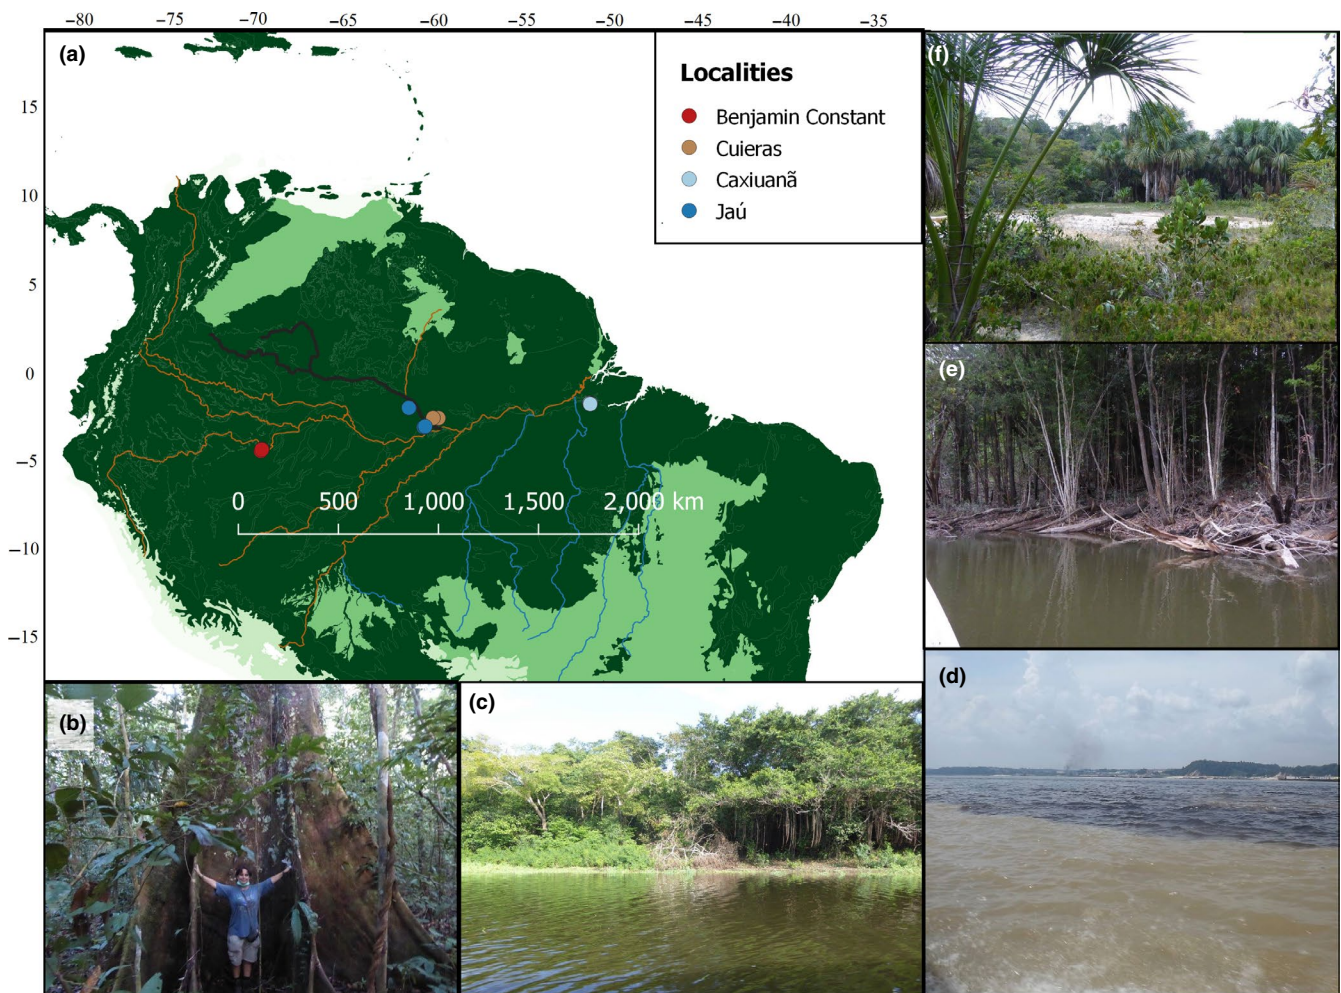 −80 −75 −70 −65 −60 −55 −50 −45 −40 −35
(a)
Localities
Benjamin Constant
Cuieras
Caxiuanã
Jaú
15
10
5
0
−5
−10
−15
0 500 1,000 1,500 2,000 km
(f)
(e)
(d)
(b)
(c)